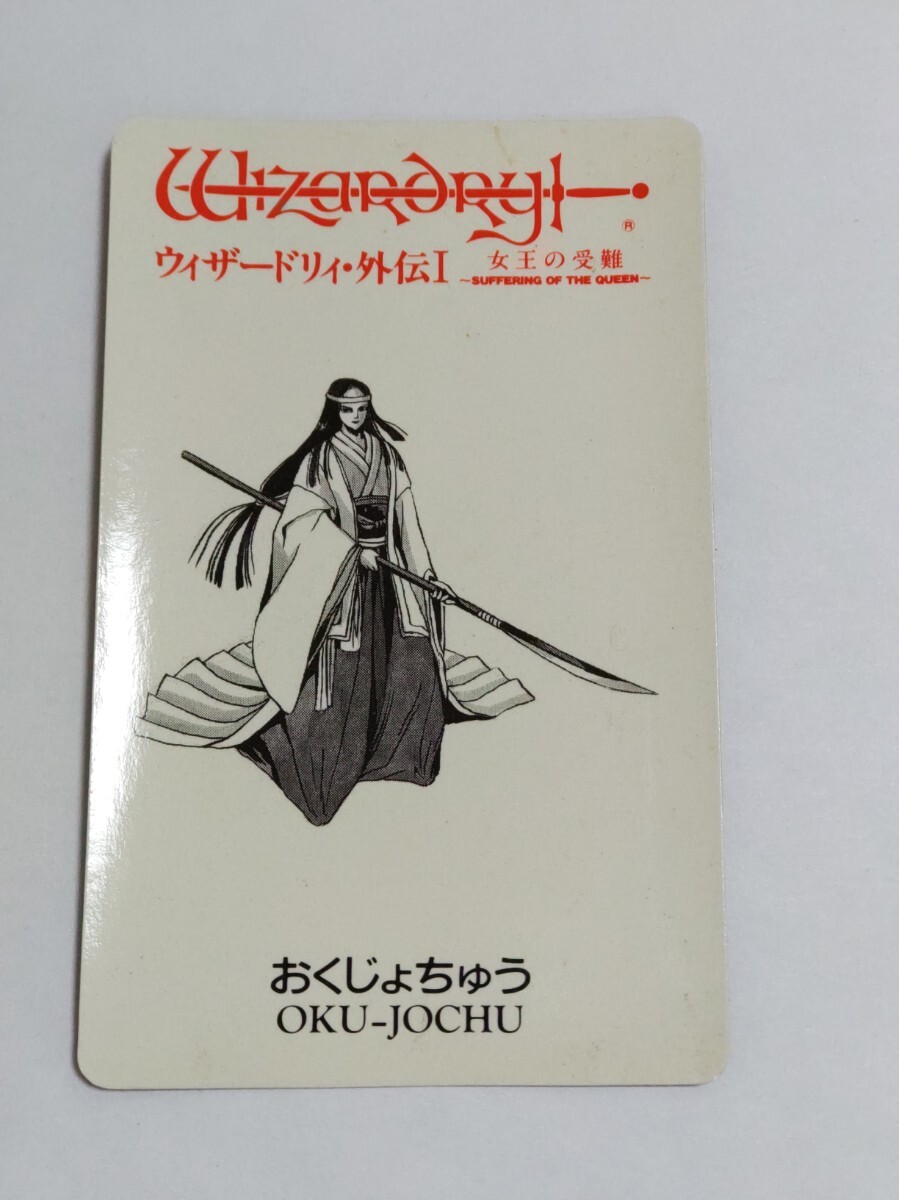 Wizardry
®
ウィザードリィ・外伝I 女王の受難
~SUFFERING OF THE QUEEN~
おくじょちゅう
OKU-JOCHU